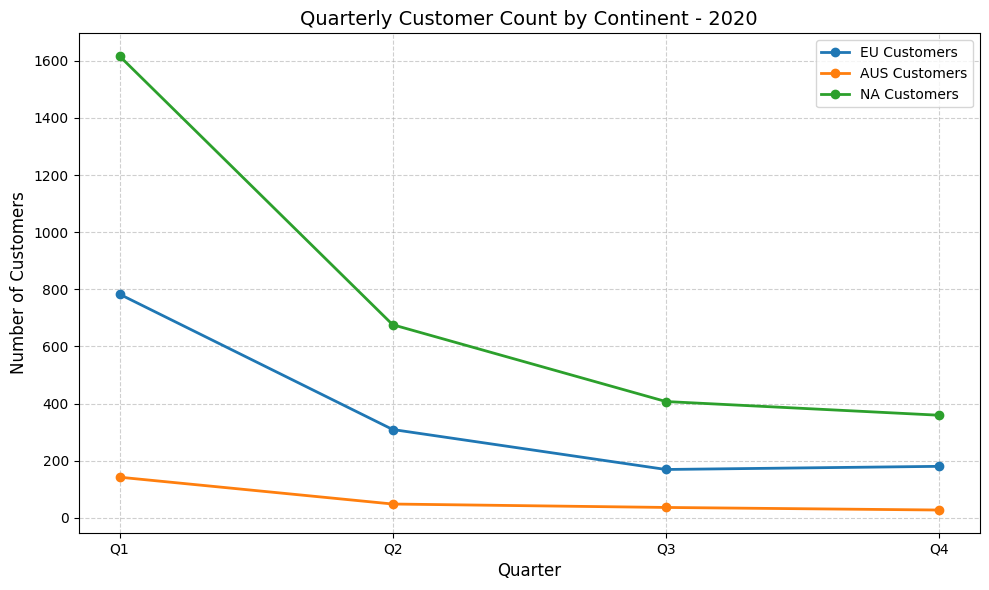 Quarterly Customer Count by Continent - 2020
EU Customers
AUS Customers
NA Customers
Number of Customers
1600
1400
1200
1000
800
600
400
200
0
Q1 Q2 Q3 Q4
Quarter